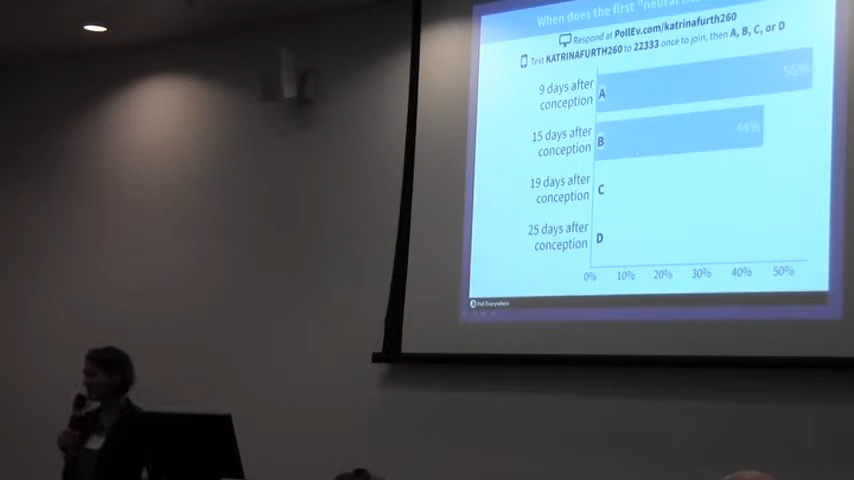 When does the first "neural
Respond at PollEv.com/katrinafurth260
Text KATRINAFURTH260 to 22333 once to join, then A, B, C, or D
9 days after
conception
A
56%
15 days after
conception
B
44%
19 days after
conception
C
25 days after
conception
D
0% 10% 20% 30% 40% 50%
Poll Everywhere